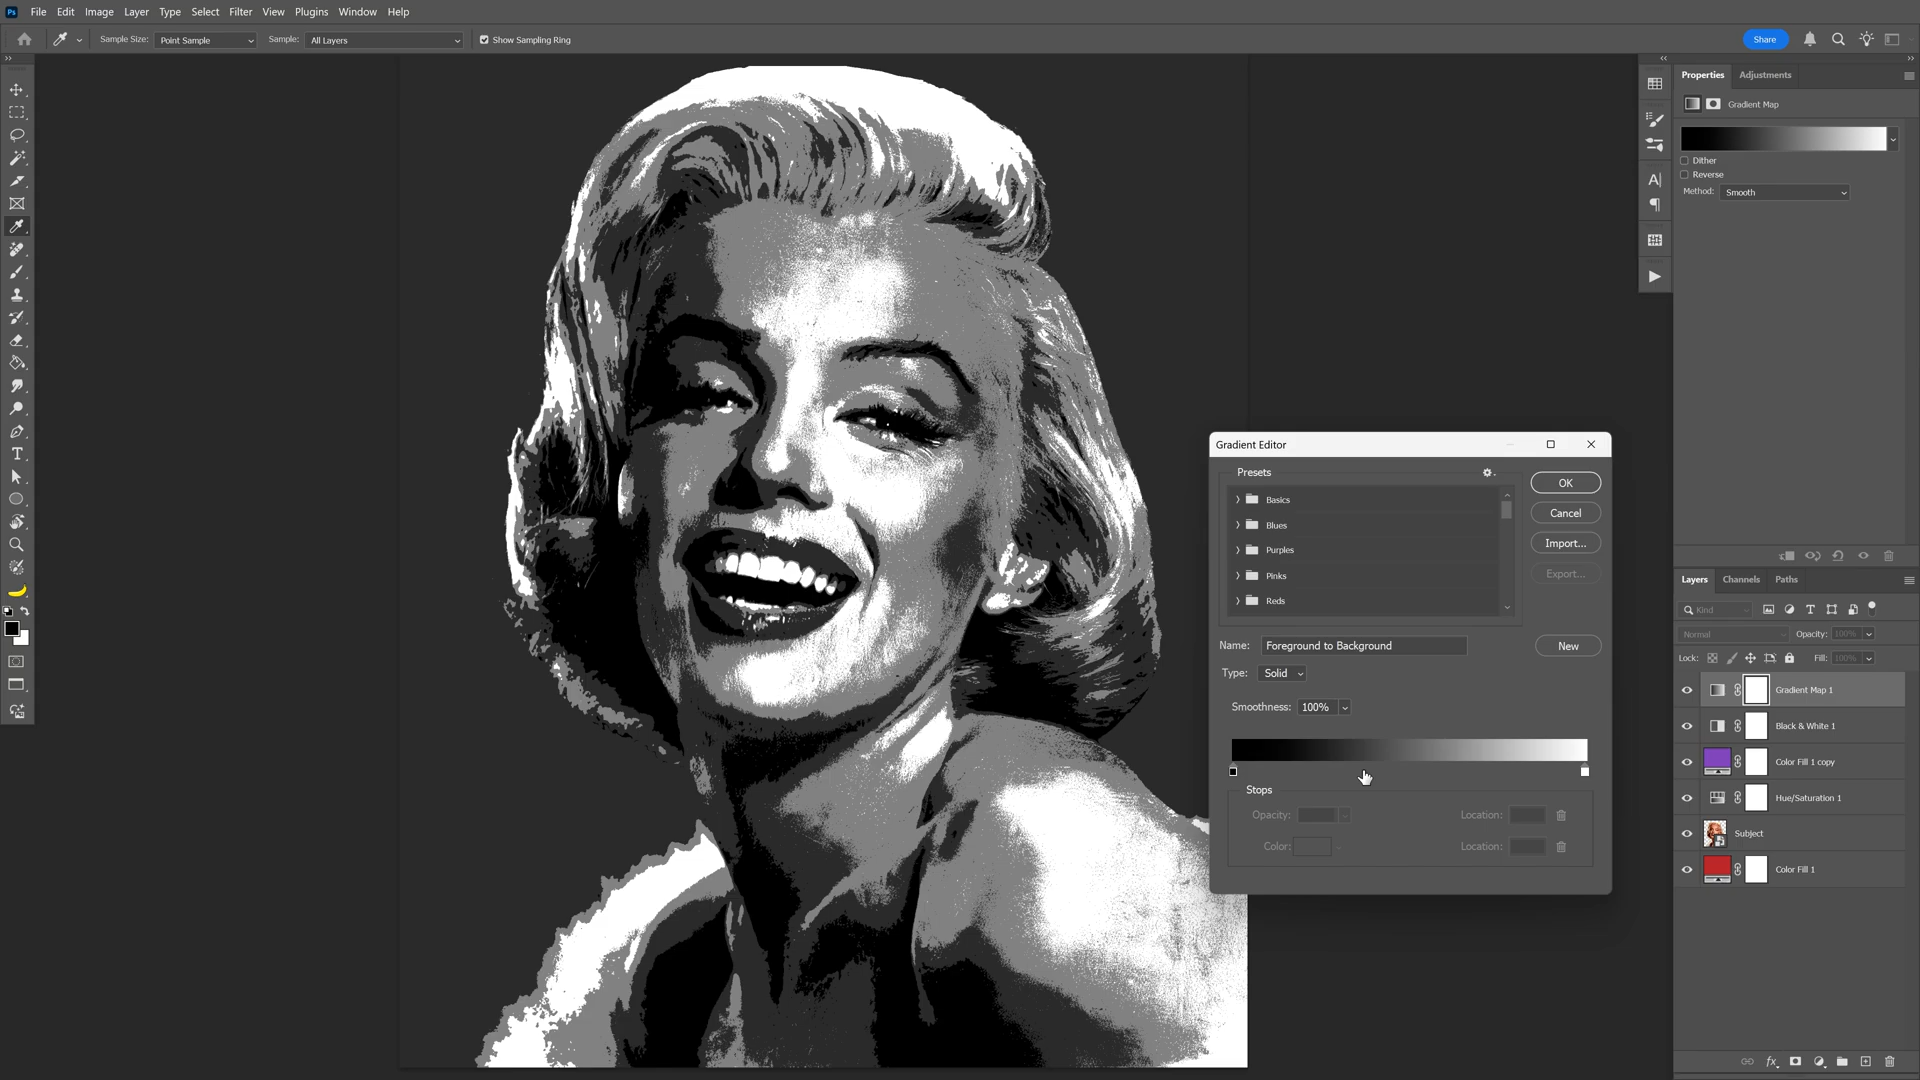 Ps File Edit Image Layer Type Select Filter View Plugins Window Help
Sample Size: Point Sample Sample: All Layers Show Sampling Ring Share
Properties Adjustments
Gradient Map
Dither
Reverse
Method: Smooth
Gradient Editor
Presets
Basics
Blues
Purples
Pinks
Reds
OK
Cancel
Import...
Export...
Name: Foreground to Background New
Type: Solid
Smoothness: 100%
Stops
Opacity: Location:
Color: Location:
Layers Channels Paths
Kind
Normal Opacity: 100%
Lock: Fill: 100%
Gradient Map 1
Black & White 1
Color Fill 1 copy
Hue/Saturation 1
Subject
Color Fill 1
fx